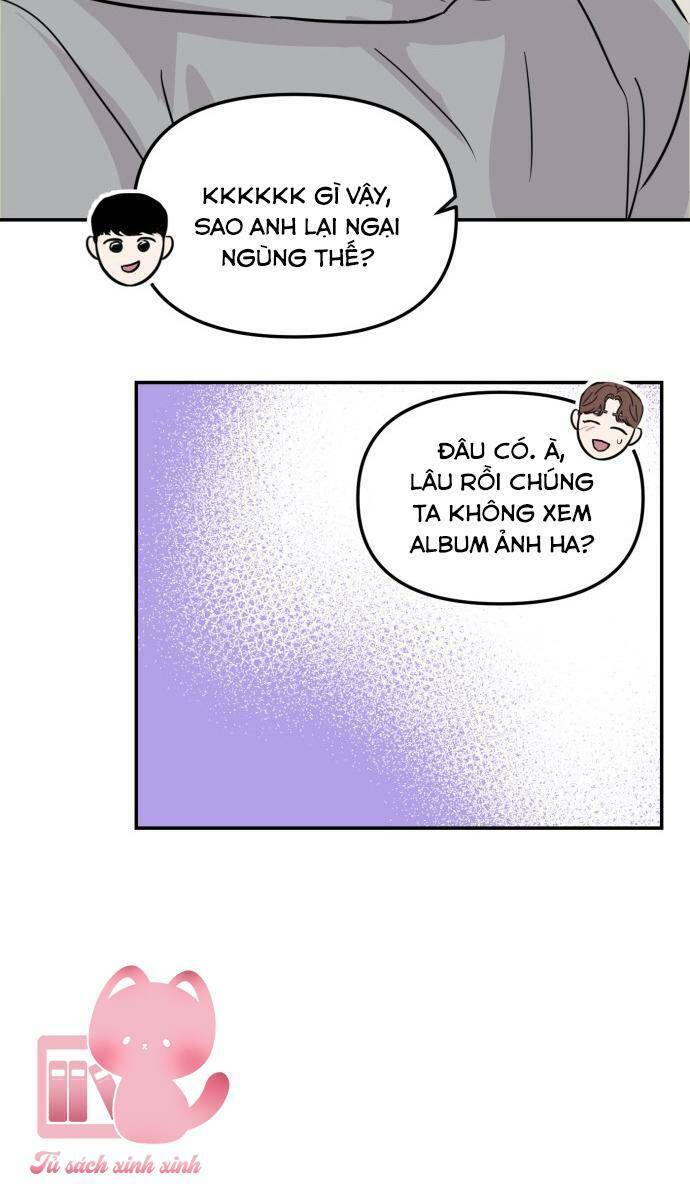 KKKKKK GÌ VẬY,
SAO ANH LẠI NGẠI
NGÙNG THẾ?
ĐÂU CÓ. À,
LÂU RỒI CHÚNG
TA KHÔNG XEM
ALBUM ẢNH HA?
Tủ sách xinh xinh